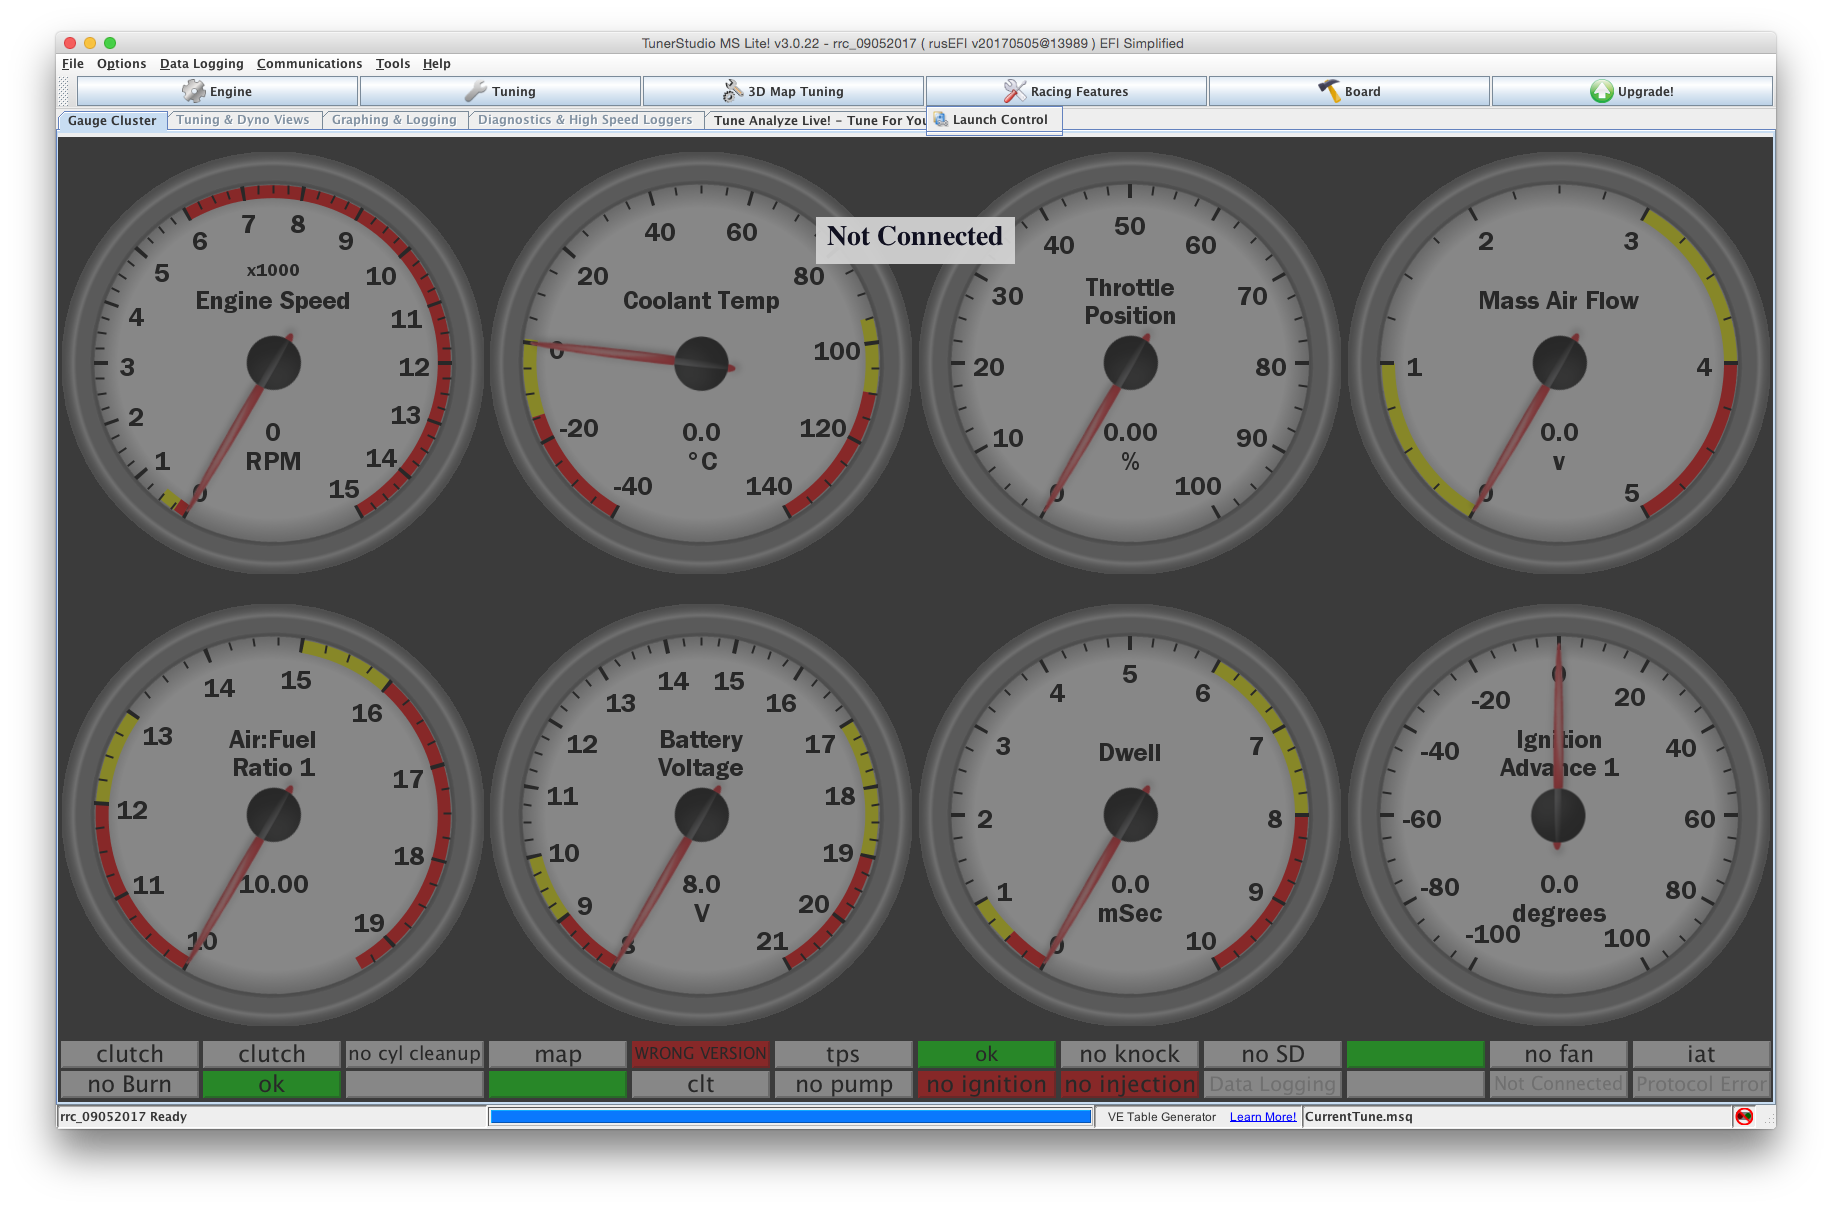 TunerStudio MS Lite! v3.0.22 - rrc_09052017 ( rusEFI v20170505@13989 ) EFI Simplified
File Options Data Logging Communications Tools Help
Engine Tuning 3D Map Tuning Racing Features Board Upgrade!
Gauge Cluster Tuning & Dyno Views Graphing & Logging Diagnostics & High Speed Loggers Tune Analyze Live! - Tune For You Launch Control
Not Connected
0 1 2 3 4 5 6 7 8 9 10 11 12 13 14 15
x1000
Engine Speed
0
RPM
-40 -20 0 20 40 60 80 100 120 140
Coolant Temp
0.0
°C
0 10 20 30 40 50 60 70 80 90 100
Throttle
Position
0.00
%
0 1 2 3 4 5
Mass Air Flow
0.0
v
10 11 12 13 14 15 16 17 18 19
Air:Fuel
Ratio 1
10.00
8 9 10 11 12 13 14 15 16 17 18 19 20 21
Battery
Voltage
8.0
V
0 1 2 3 4 5 6 7 8 9 10
Dwell
0.0
mSec
-100 -80 -60 -40 -20 0 20 40 60 80 100
Ignition
Advance 1
0.0
degrees
clutch clutch no cyl cleanup map WRONG VERSION tps ok no knock no SD no fan iat
no Burn ok clt no pump no ignition no injection Data Logging Not Connected Protocol Error
rrc_09052017 Ready VE Table Generator Learn More! CurrentTune.msq